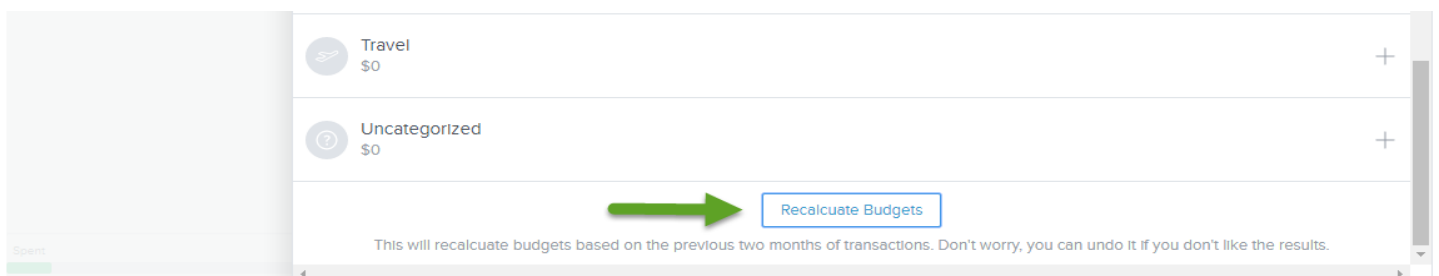 Travel
$0
Uncategorized
$0
Recalcuate Budgets
This will recalcuate budgets based on the previous two months of transactions. Don't worry, you can undo it if you don't like the results.
Spent